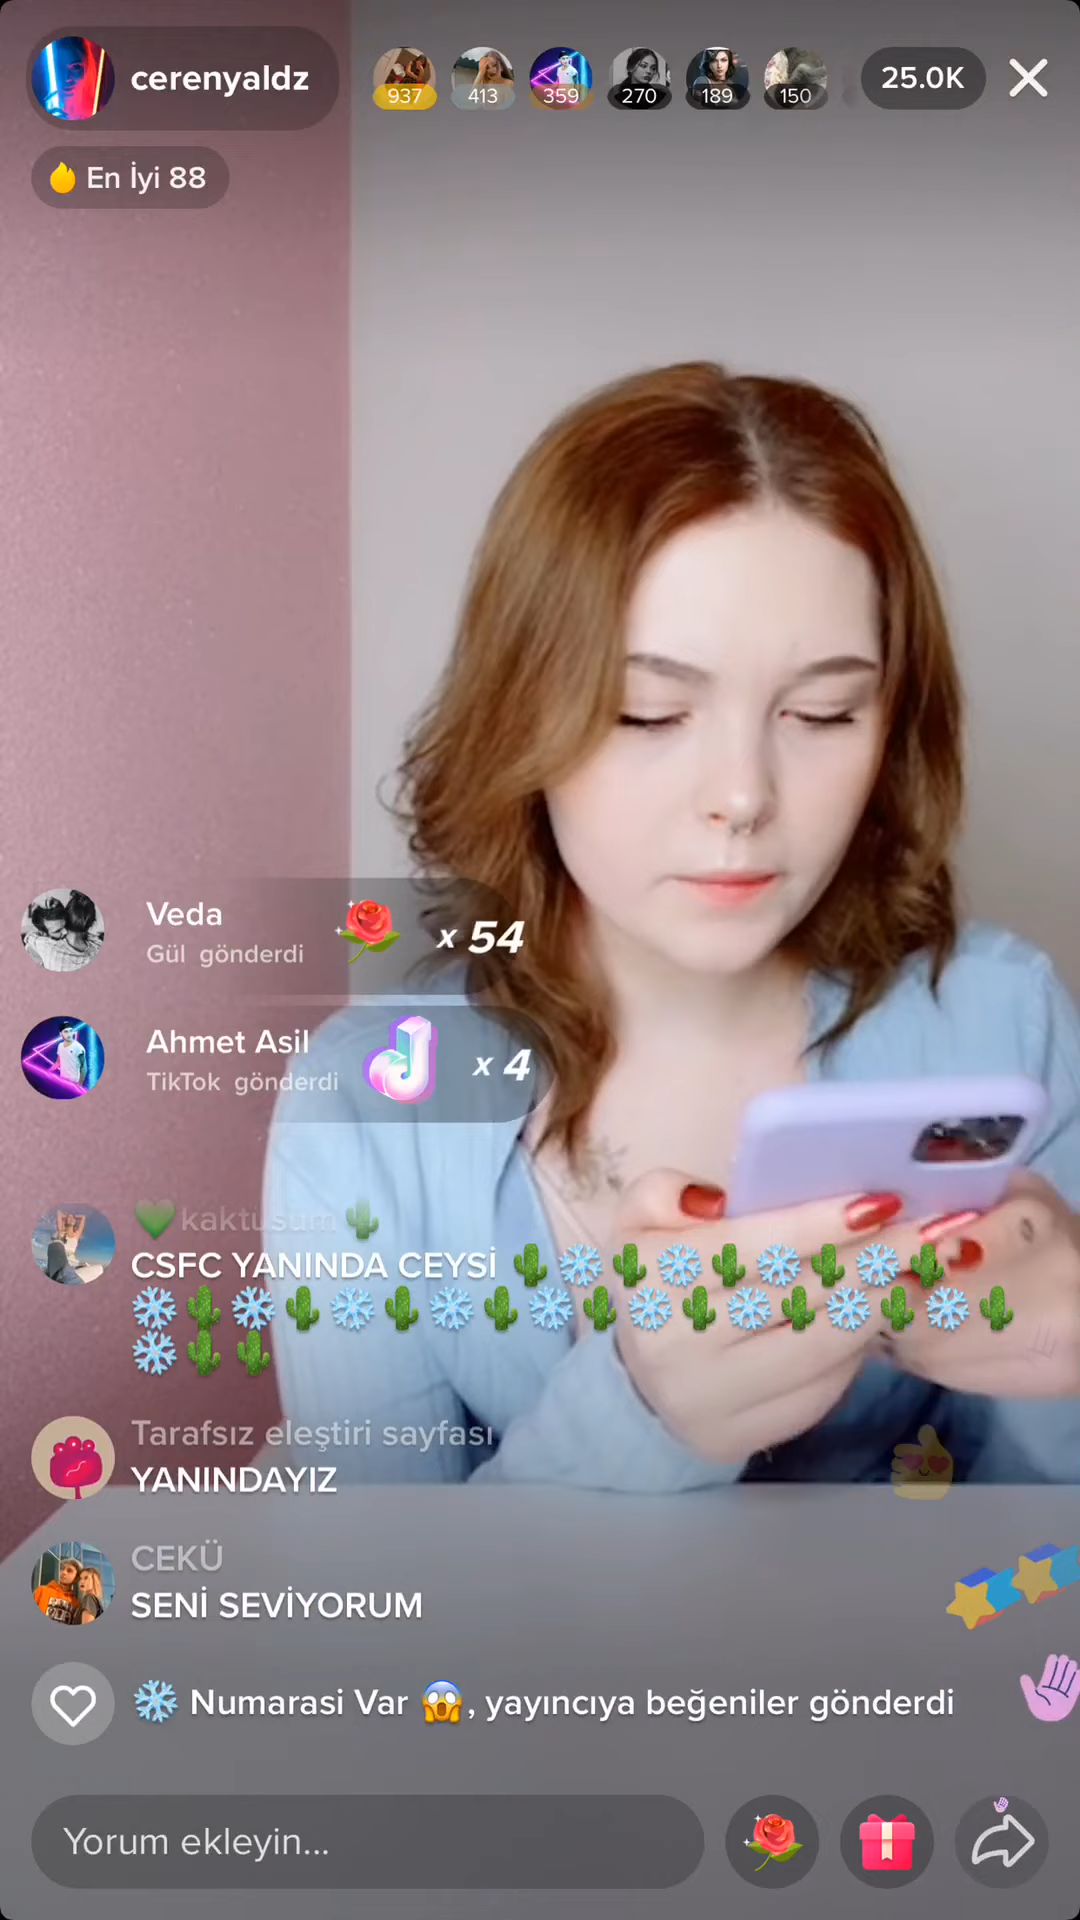 cerenyaldz
937
413
359
270
189
150
25.0K
En İyi 88
Veda
Gül gönderdi
x 54
Ahmet Asil
TikTok gönderdi
x 4
💚kaktüsüm🌵
CSFC YANINDA CEYSİ 🌵❄️🌵❄️🌵❄️🌵❄️🌵
❄️🌵❄️🌵❄️🌵❄️🌵❄️🌵❄️🌵❄️🌵❄️🌵❄️🌵
❄️🌵🌵
Tarafsız eleştiri sayfası
YANINDAYIZ
CEKÜ
SENİ SEVİYORUM
❄️ Numarasi Var 😱, yayıncıya beğeniler gönderdi
Yorum ekleyin...